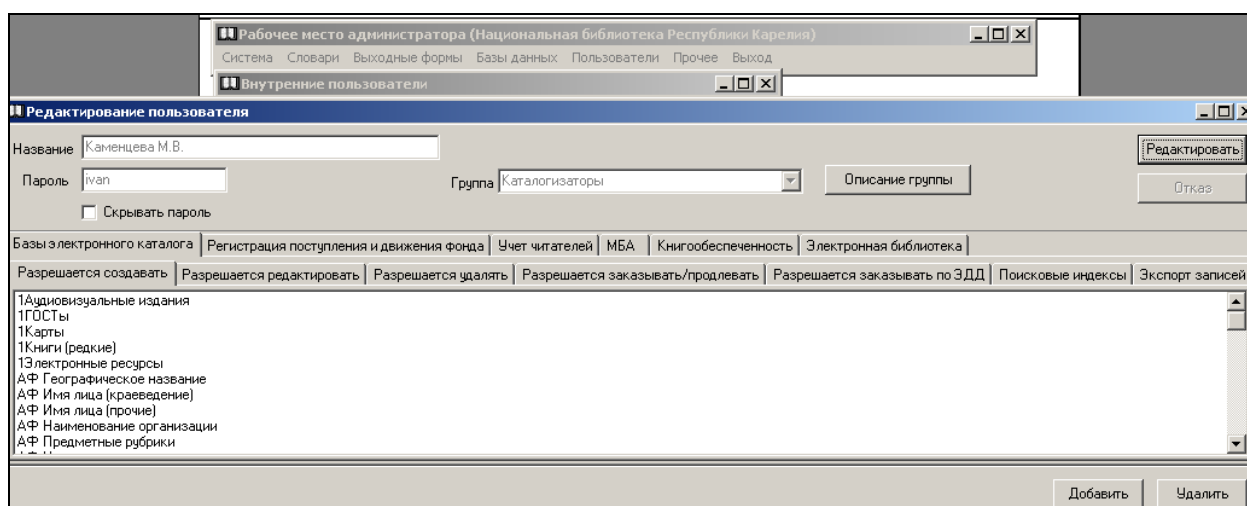 Рабочее место администратора (Национальная библиотека Республики Карелия)
Система Словари Выходные формы Базы данных Пользователи Прочее Выход
Внутренние пользователи
Редактирование пользователя
Название Каменцева М.В. Редактировать
Пароль ivan Группа Каталогизаторы Описание группы Отказ
Скрывать пароль
Базы электронного каталога Регистрация поступления и движения фонда Учет читателей МБА Книгообеспеченность Электронная библиотека
Разрешается создавать Разрешается редактировать Разрешается удалять Разрешается заказывать/продлевать Разрешается заказывать по ЭДД Поисковые индексы Экспорт записей
1Аудиовизуальные издания
1ГОСТы
1Карты
1Книги (редкие)
1Электронные ресурсы
АФ Географическое название
АФ Имя лица (краеведение)
АФ Имя лица (прочие)
АФ Наименование организации
АФ Предметные рубрики
Добавить Удалить